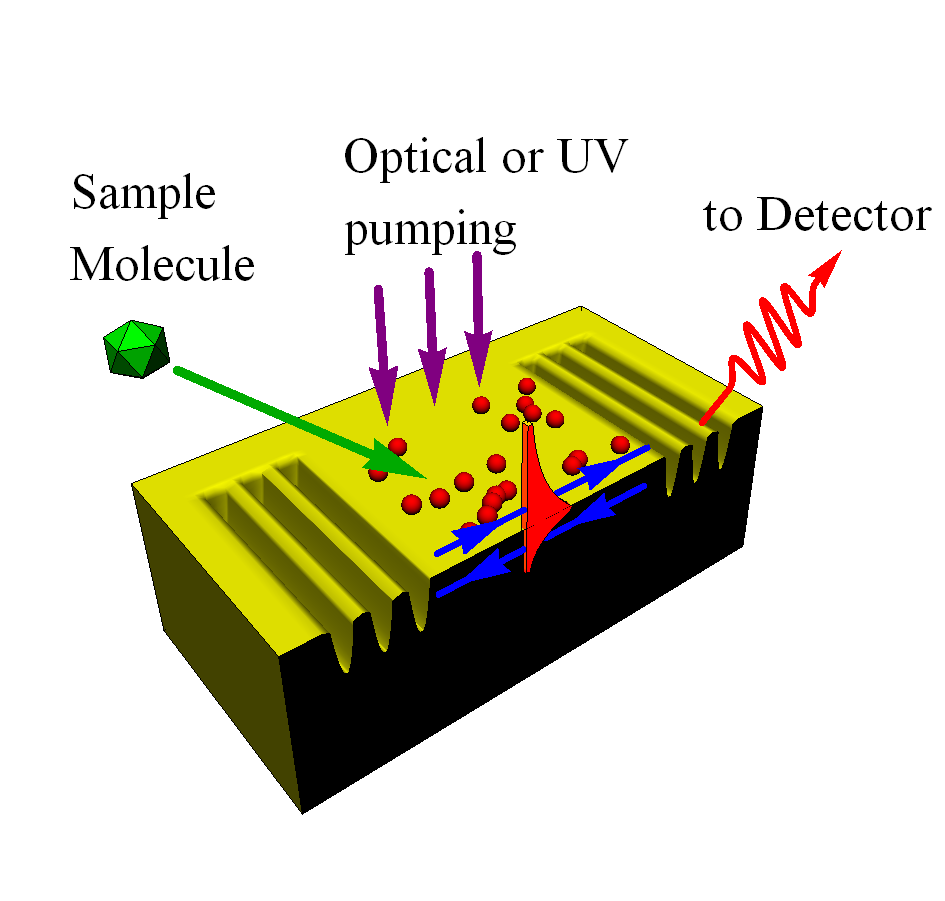 Sample
Molecule
Optical or UV
pumping
to Detector